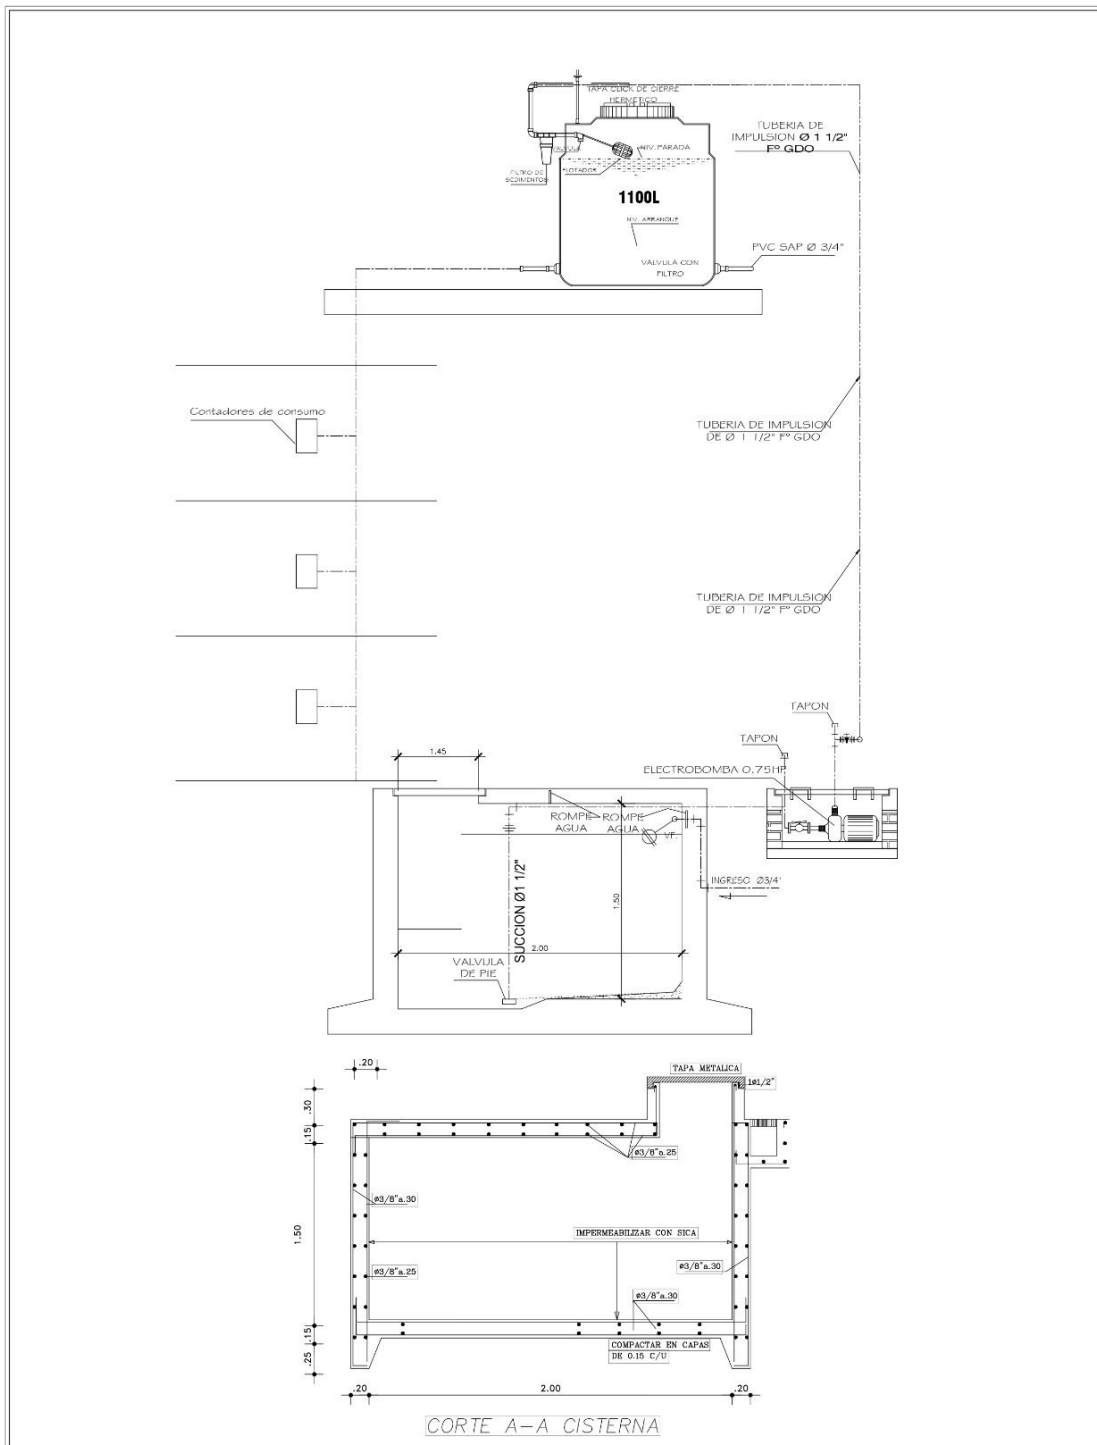 TAPA CLICK DE CIERRE
HERMETICO
TUBERIA DE
IMPULSION Ø 1 1/2"
Fº GDO
VALVULA
NIV. PARADA
FILTRO DE
SEDIMENTOS
FLOTADOR
1100L
NIV. ARRANQUE
PVC SAP Ø 3/4"
VALVULA CON
FILTRO
Contadores de consumo
TUBERIA DE IMPULSION
DE Ø 1 1/2" Fº GDO
TUBERIA DE IMPULSION
DE Ø 1 1/2" Fº GDO
TAPON
TAPON
1.45
ELECTROBOMBA 0.75HP
ROMPE
AGUA
ROMPE
AGUA
V.F.
INGRESO Ø3/4"
SUCCION Ø1 1/2"
1.50
2.00
VALVULA
DE PIE
.20
TAPA METALICA
1ø1/2"
.30
.15
ø3/8"a.25
ø3/8"a.30
1.50
IMPERMEABILIZAR CON SICA
ø3/8"a.30
ø3/8"a.25
ø3/8"a.30
.15
COMPACTAR EN CAPAS
DE 0.15 C/U
.25
.20
2.00
.20
CORTE A-A CISTERNA